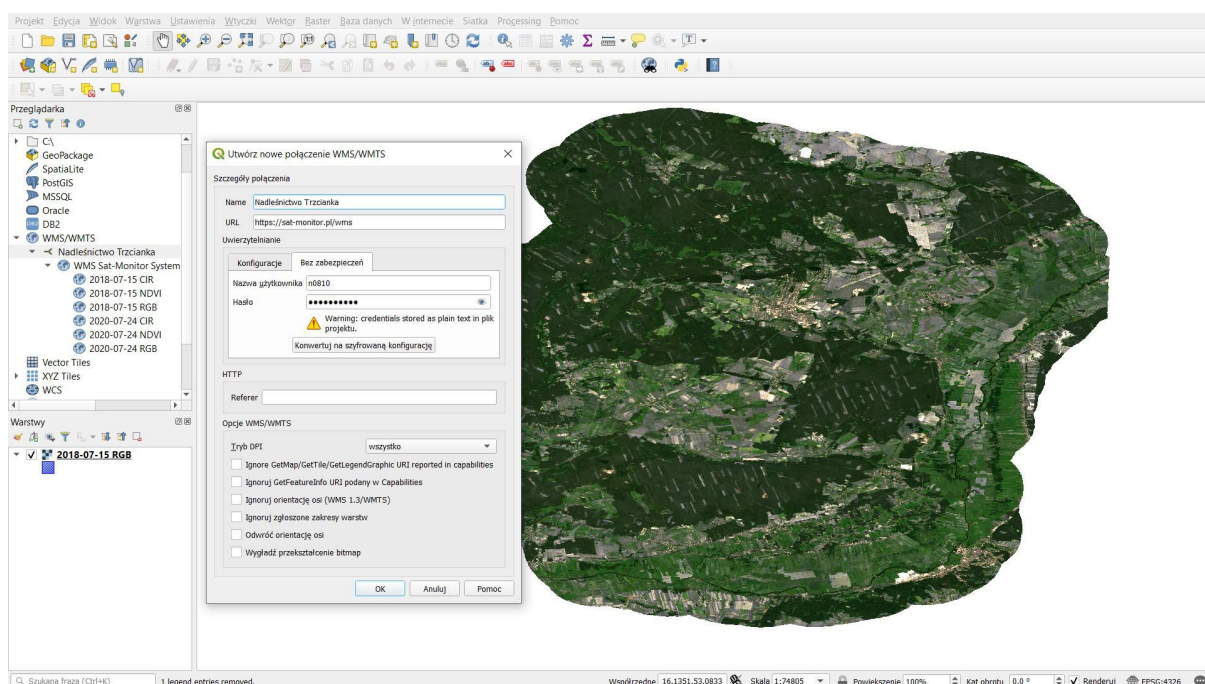 Projekt Edycja Widok Warstwa Ustawienia Wtyczki Wektor Raster Baza danych W internecie Siatka Processing Pomoc
Przeglądarka
C:\
GeoPackage
SpatiaLite
PostGIS
MSSQL
Oracle
DB2
WMS/WMTS
Nadleśnictwo Trzcianka
WMS Sat-Monitor System
2018-07-15 CIR
2018-07-15 NDVI
2018-07-15 RGB
2020-07-24 CIR
2020-07-24 NDVI
2020-07-24 RGB
Vector Tiles
XYZ Tiles
WCS
Warstwy
2018-07-15 RGB
Utwórz nowe połączenie WMS/WMTS
Szczegóły połączenia
Name Nadleśnictwo Trzcianka
URL https://sat-monitor.pl/wms
Uwierzytelnianie
Konfiguracje Bez zabezpieczeń
Nazwa użytkownika n0810
Hasło ●●●●●●●●●●
Warning: credentials stored as plain text in plik
projektu.
Konwertuj na szyfrowaną konfigurację
HTTP
Referer
Opcje WMS/WMTS
Tryb DPI wszystko
Ignore GetMap/GetTile/GetLegendGraphic URI reported in capabilities
Ignoruj GetFeatureInfo URI podany w Capabilities
Ignoruj orientację osi (WMS 1.3/WMTS)
Ignoruj zgłoszone zakresy warstw
Odwróć orientację osi
Wygładź przekształcenie bitmap
OK Anuluj Pomoc
Szukana fraza (Ctrl+K) 1 legend entries removed. Współrzędne 16.1351,53.0833 Skala 1:74805 Powiększenie 100% Kąt obrotu 0,0 ° Renderuj EPSG:4326